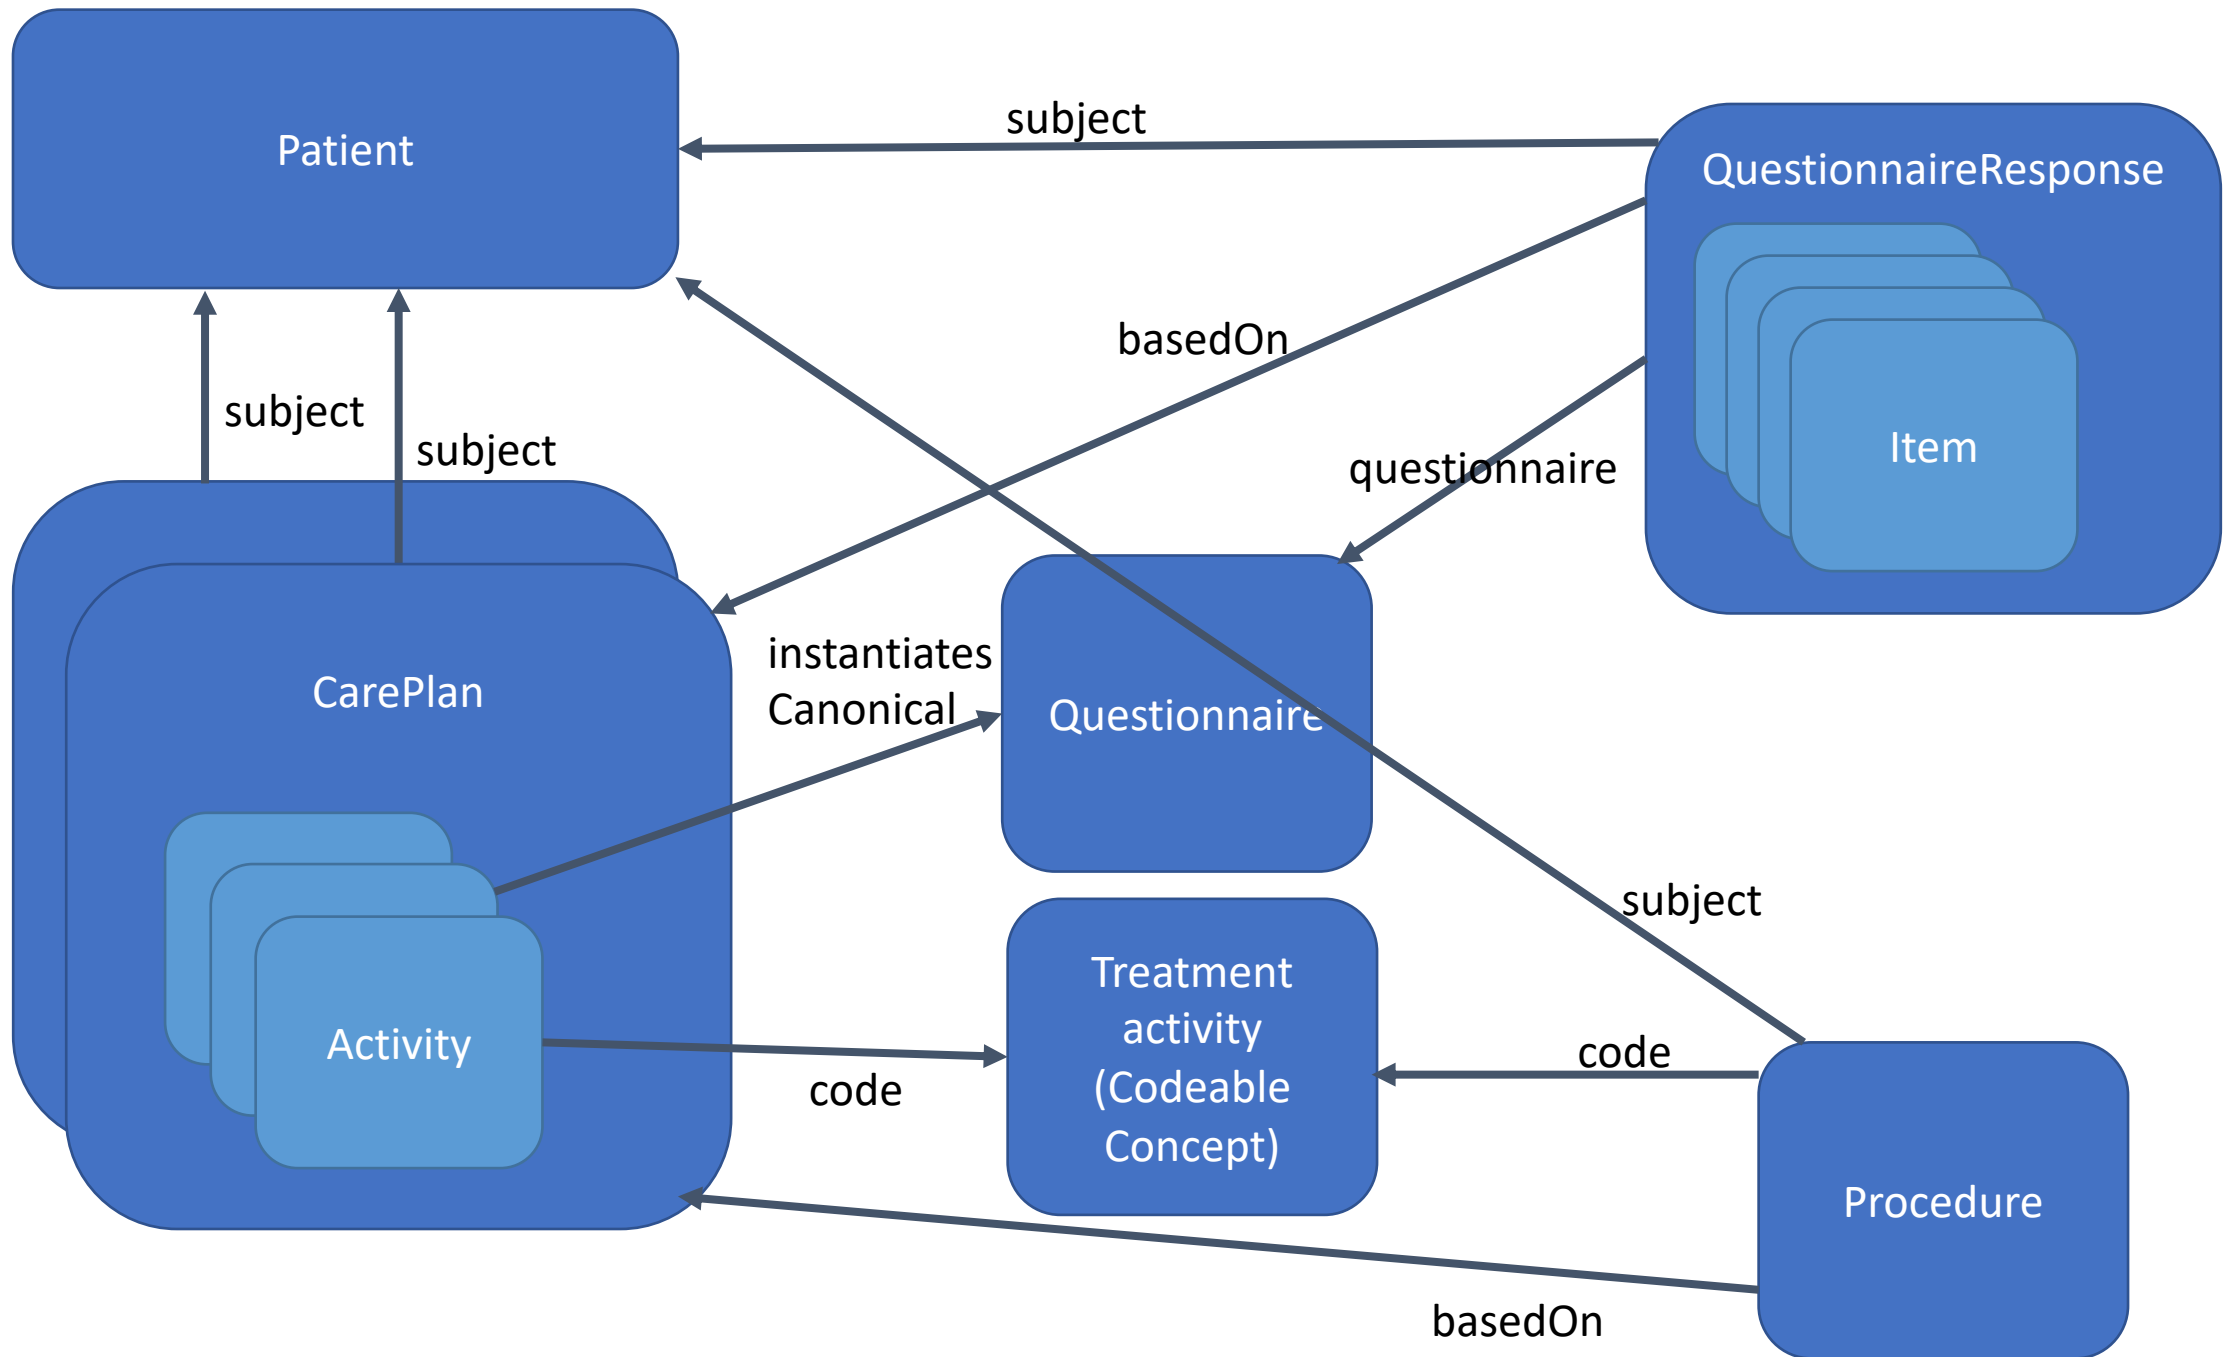 Patient
subject
QuestionnaireResponse
basedOn
subject
subject
questionnaire
Item
instantiates
Canonical
CarePlan
Questionnaire
subject
Treatment
activity
(Codeable
Concept)
Activity
code
code
Procedure
basedOn